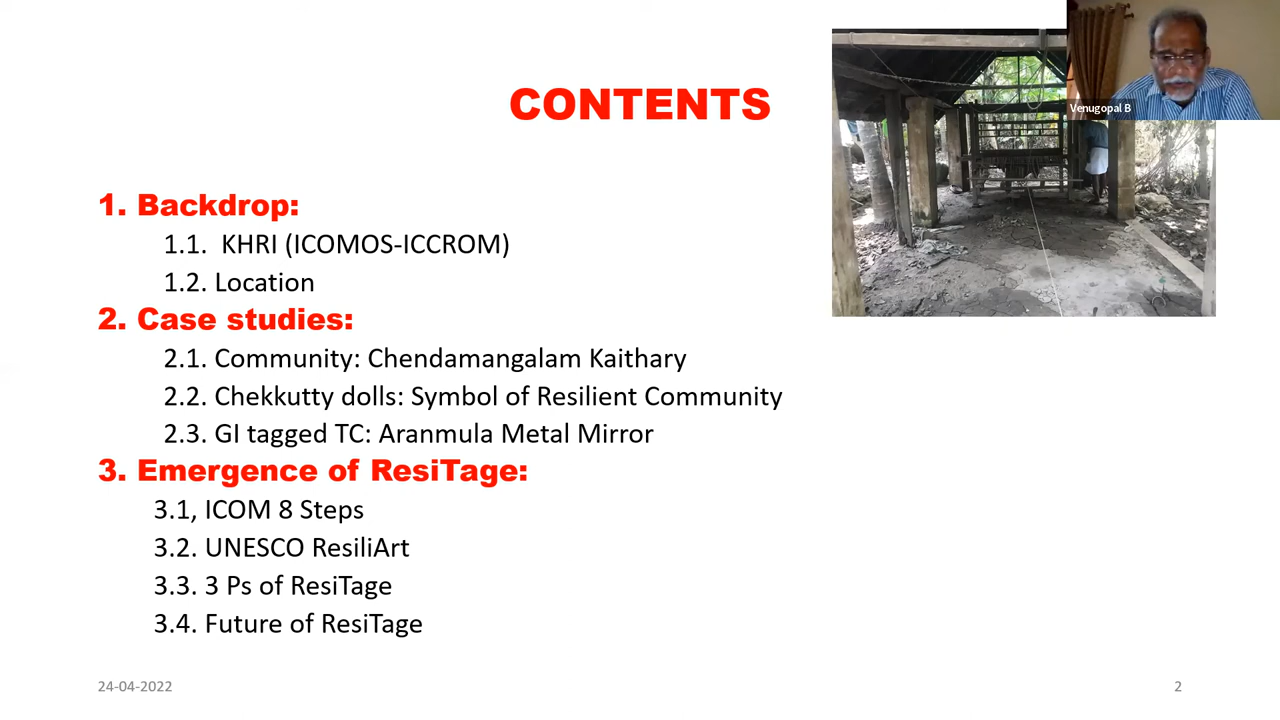 CONTENTS
Venugopal B
1. Backdrop:
1.1. KHRI (ICOMOS-ICCROM)
1.2. Location
2. Case studies:
2.1. Community: Chendamangalam Kaithary
2.2. Chekkutty dolls: Symbol of Resilient Community
2.3. GI tagged TC: Aranmula Metal Mirror
3. Emergence of ResiTage:
3.1, ICOM 8 Steps
3.2. UNESCO ResiliArt
3.3. 3 Ps of ResiTage
3.4. Future of ResiTage
24-04-2022
2